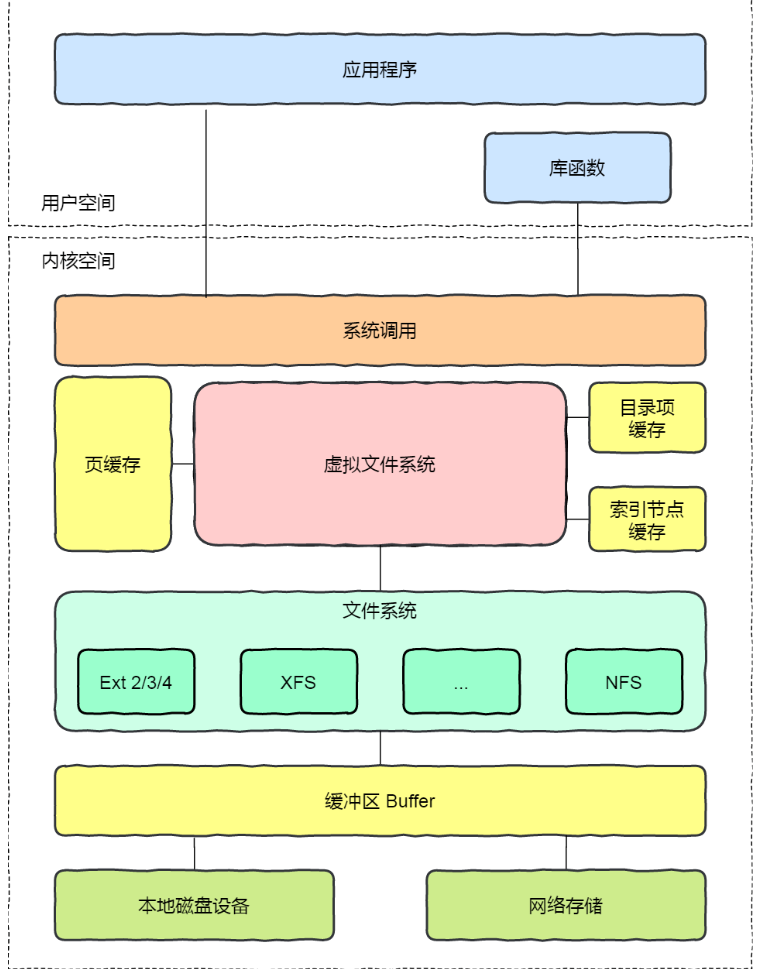 应用程序
库函数
用户空间
内核空间
系统调用
页缓存
虚拟文件系统
目录项
缓存
索引节点
缓存
文件系统
Ext 2/3/4
XFS
...
NFS
缓冲区 Buffer
本地磁盘设备
网络存储